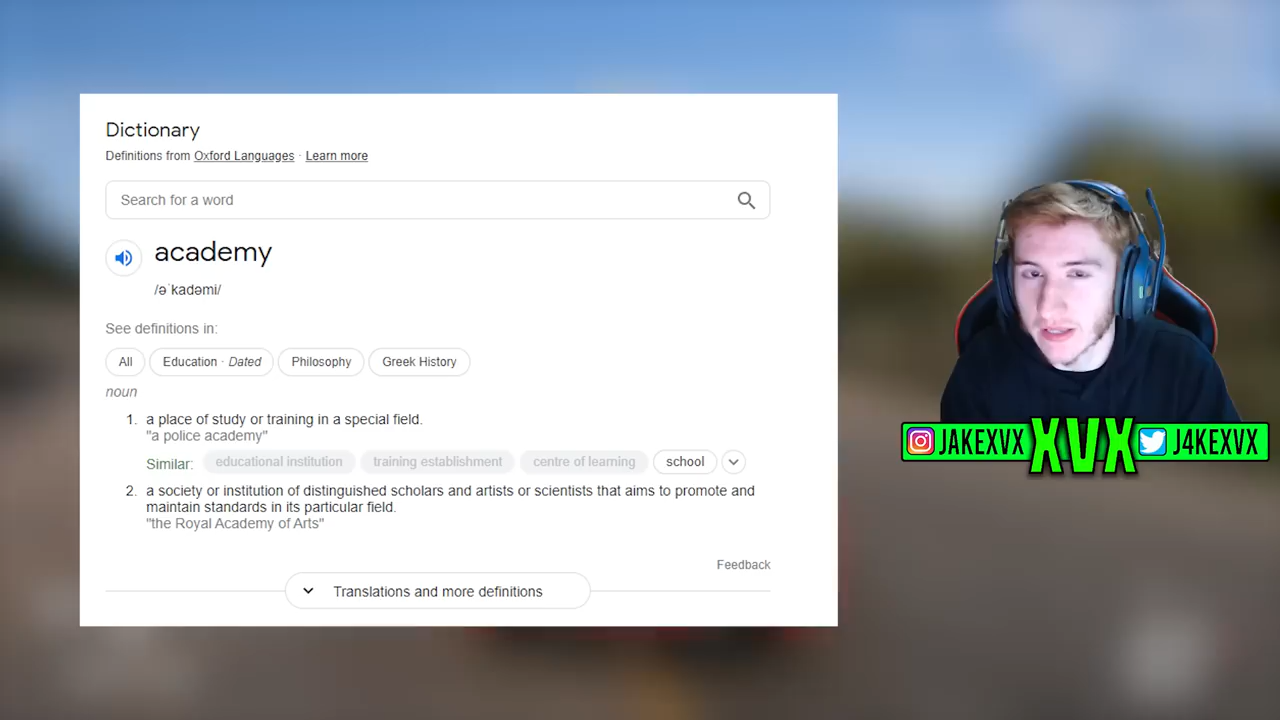 Dictionary
Definitions from Oxford Languages · Learn more
Search for a word
academy
/əˈkadəmi/
See definitions in:
All
Education · Dated
Philosophy
Greek History
noun
1. a place of study or training in a special field.
"a police academy"
Similar: educational institution training establishment centre of learning school
2. a society or institution of distinguished scholars and artists or scientists that aims to promote and
maintain standards in its particular field.
"the Royal Academy of Arts"
Feedback
Translations and more definitions
JAKEXVX XVX J4KEXVX